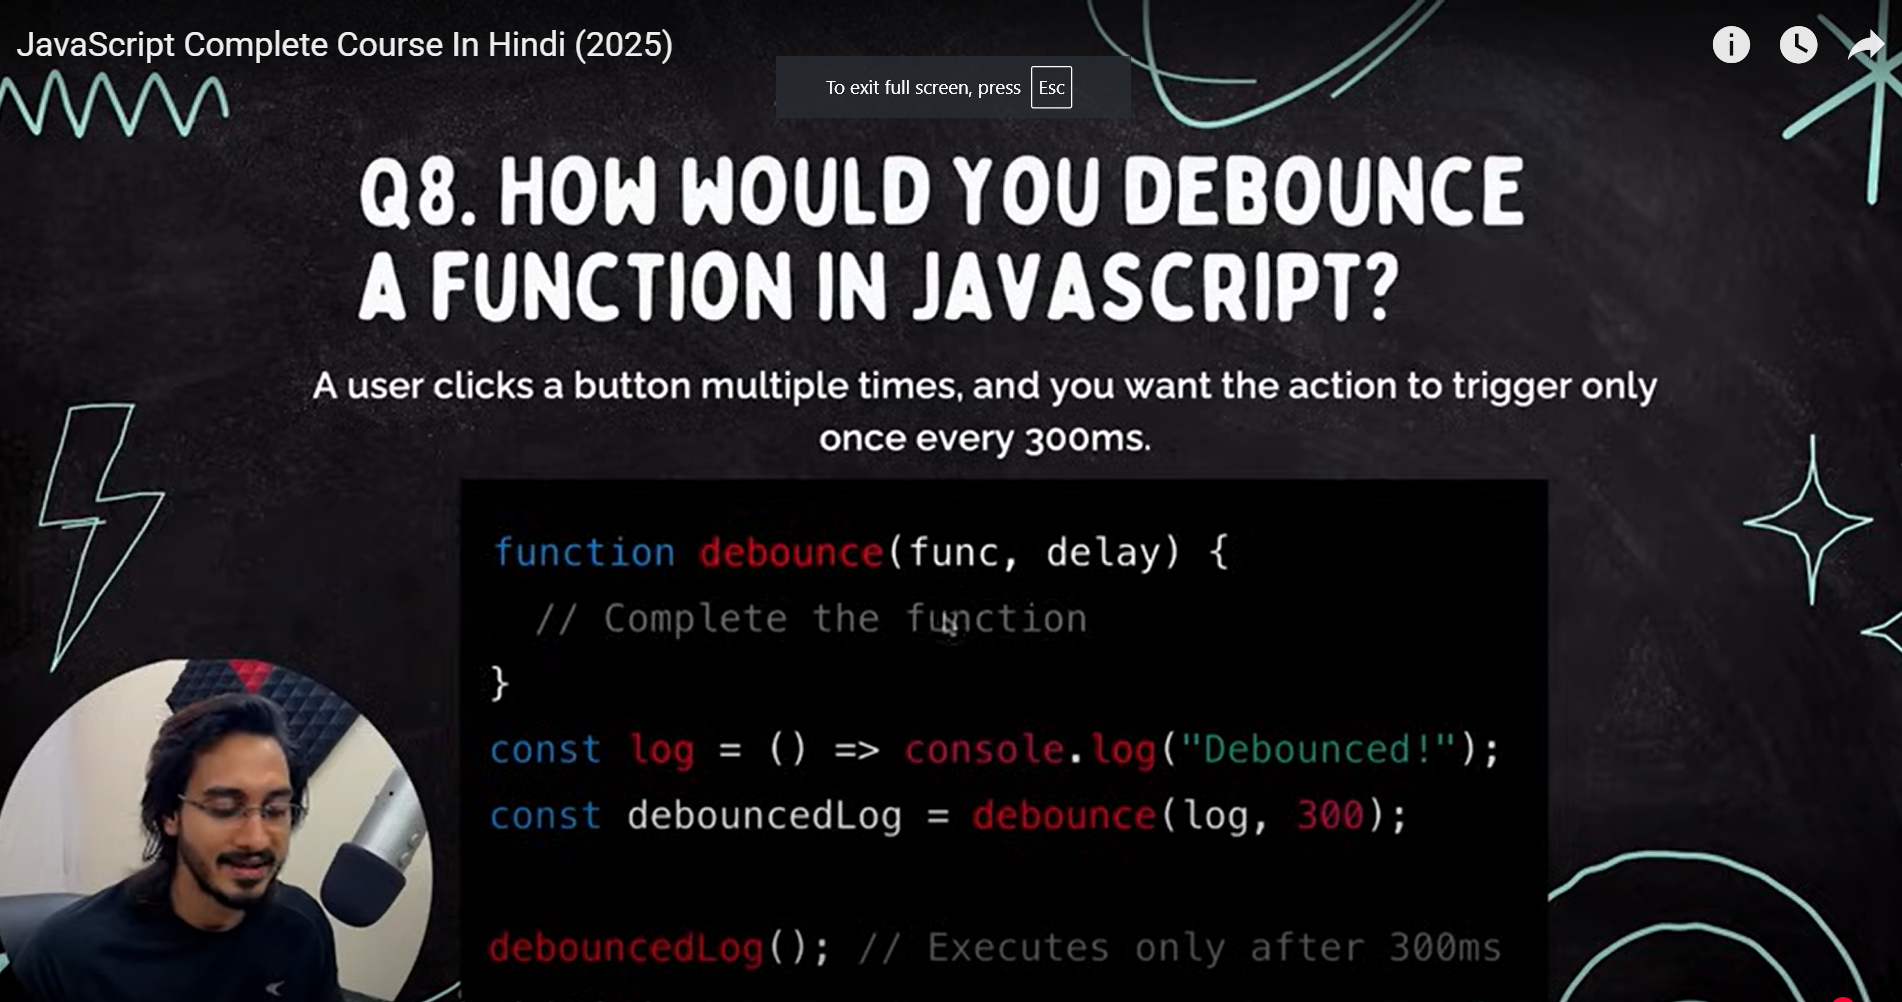 JavaScript Complete Course In Hindi (2025)
To exit full screen, press Esc
Q8. HOW WOULD YOU DEBOUNCE
A FUNCTION IN JAVASCRIPT?
A user clicks a button multiple times, and you want the action to trigger only
once every 300ms.
function debounce(func, delay) {
  // Complete the function
}
const log = () => console.log("Debounced!");
const debouncedLog = debounce(log, 300);
debouncedLog(); // Executes only after 300ms